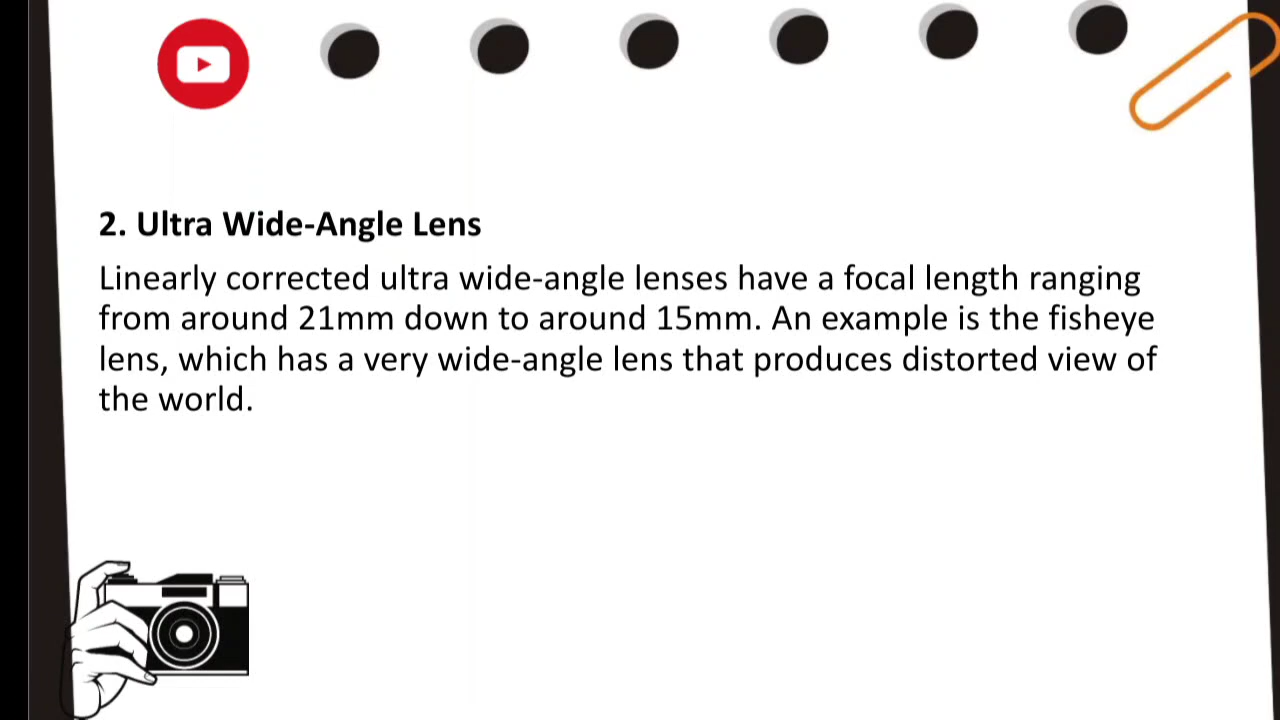 2. Ultra Wide-Angle Lens
Linearly corrected ultra wide-angle lenses have a focal length ranging
from around 21mm down to around 15mm. An example is the fisheye
lens, which has a very wide-angle lens that produces distorted view of
the world.